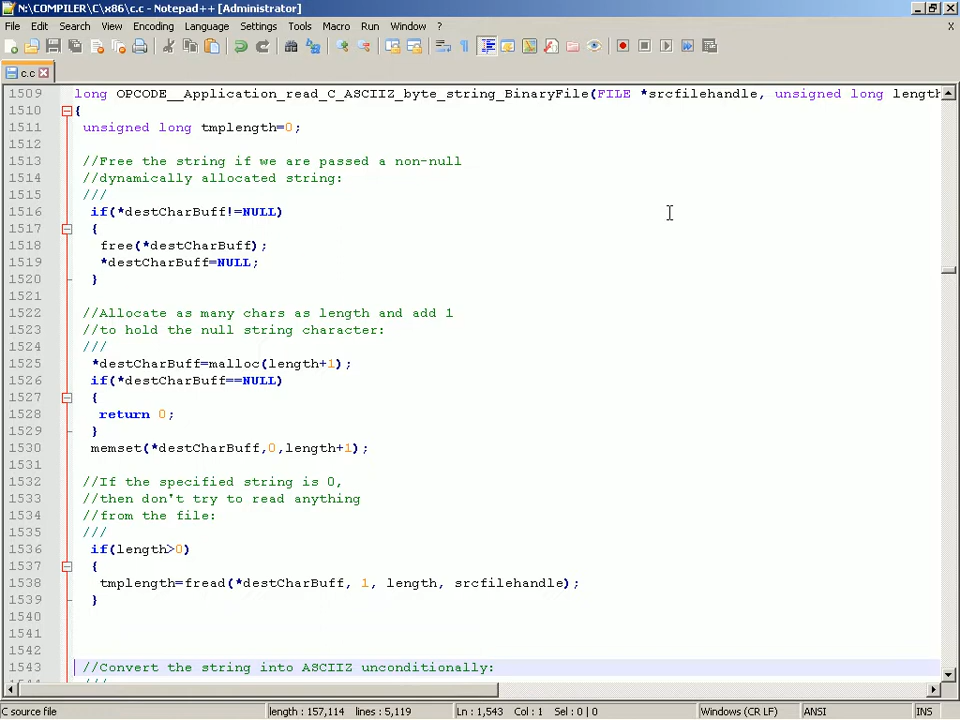 N:\COMPILER\C\x86\c.c - Notepad++ [Administrator]
File Edit Search View Encoding Language Settings Tools Macro Run Window ? X
c.c
1509 long OPCODE__Application_read_C_ASCIIZ_byte_string_BinaryFile(FILE *srcfilehandle, unsigned long length
1510 {
1511 unsigned long tmplength=0;
1512
1513 //Free the string if we are passed a non-null
1514 //dynamically allocated string:
1515 ///
1516 if(*destCharBuff!=NULL)
1517 {
1518 free(*destCharBuff);
1519 *destCharBuff=NULL;
1520 }
1521
1522 //Allocate as many chars as length and add 1
1523 //to hold the null string character:
1524 ///
1525 *destCharBuff=malloc(length+1);
1526 if(*destCharBuff==NULL)
1527 {
1528 return 0;
1529 }
1530 memset(*destCharBuff,0,length+1);
1531
1532 //If the specified string is 0,
1533 //then don't try to read anything
1534 //from the file:
1535 ///
1536 if(length>0)
1537 {
1538 tmplength=fread(*destCharBuff, 1, length, srcfilehandle);
1539 }
1540
1541
1542
1543 //Convert the string into ASCIIZ unconditionally:
1544 ///
C source file length : 157,114 lines : 5,119 Ln : 1,543 Col : 1 Sel : 0 | 0 Windows (CR LF) ANSI INS